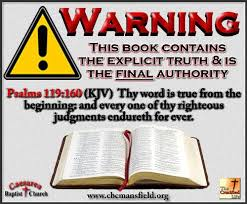 WARNING
THIS BOOK CONTAINS
THE EXPLICIT TRUTH & IS
THE FINAL AUTHORITY
Psalms 119:160 (KJV) Thy word is true from the
beginning: and every one of thy righteous
judgments endureth for ever.
Caesarea
Baptist Church
www.cbcmansfield.org